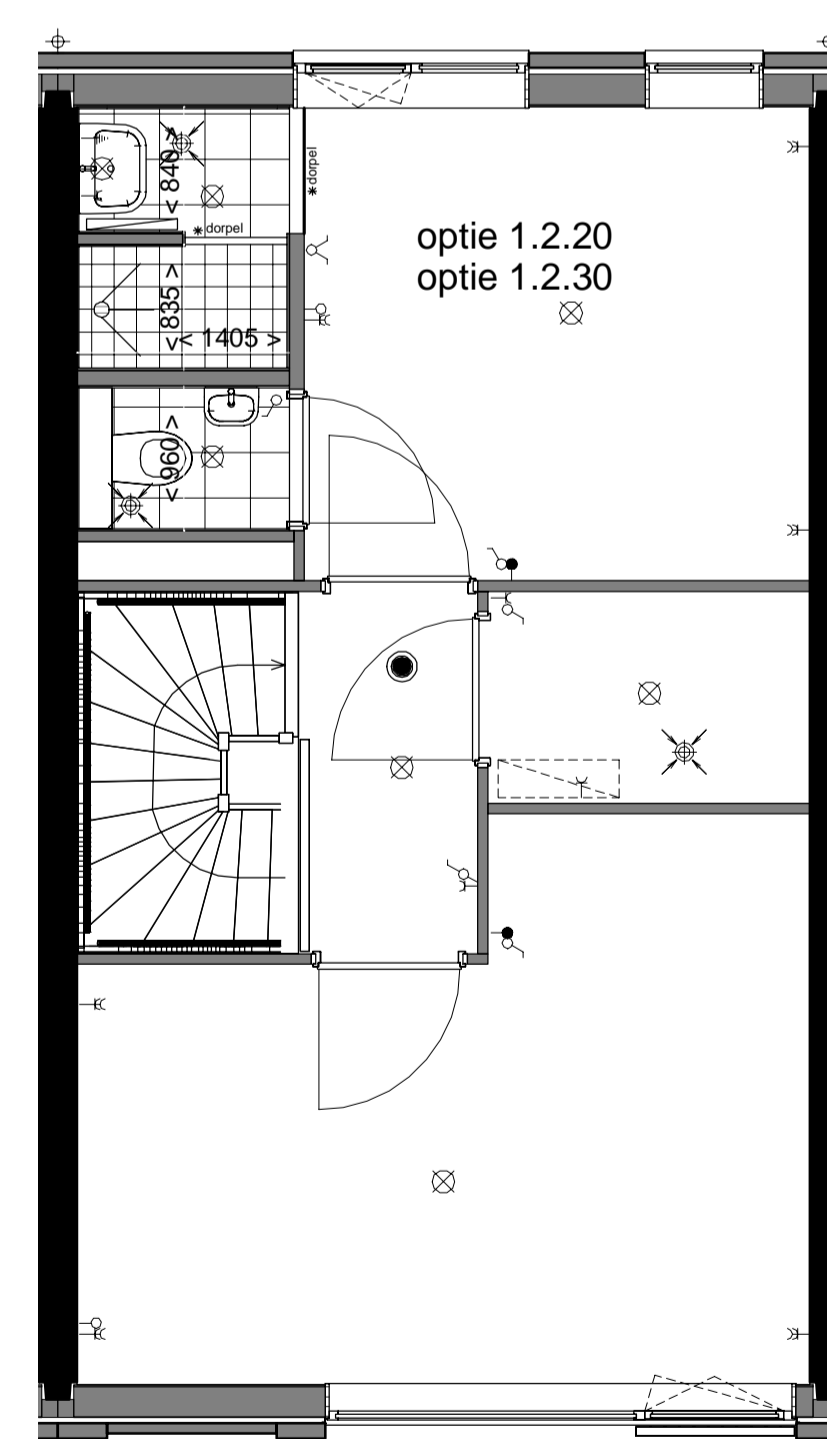 < 840 >
*dorpel
*dorpel
optie 1.2.20
optie 1.2.30
< 835 >
< 1405 >
< 960 >